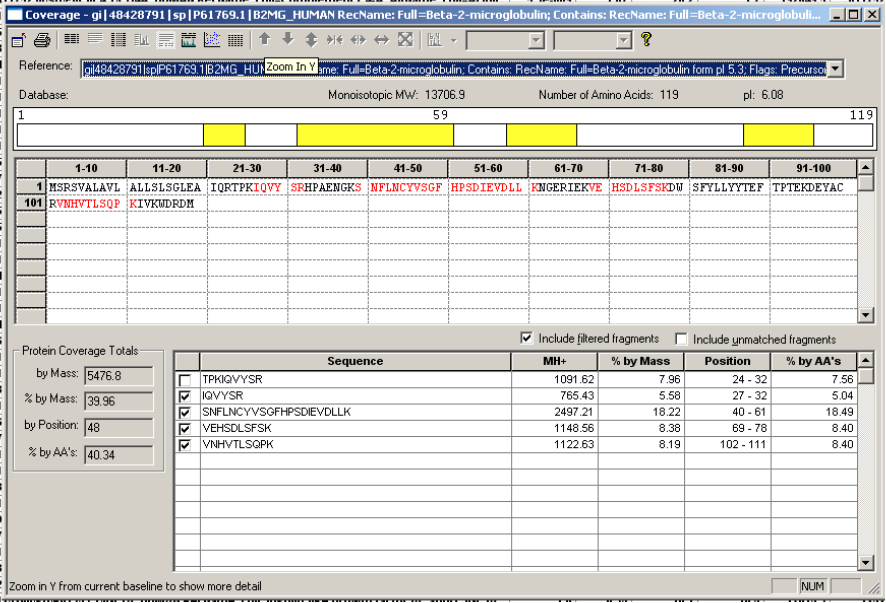 Coverage - gi|48428791|sp|P61769.1|B2MG_HUMAN RecName: Full=Beta-2-microglobulin; Contains: RecName: Full=Beta-2-microglobuli...
Reference: gi|48428791|sp|P61769.1|B2MG_HUM Zoom In Y me: Full=Beta-2-microglobulin; Contains: RecName: Full=Beta-2-microglobulin form pI 5.3; Flags: Precursor
Database: Monoisotopic MW: 13706.9 Number of Amino Acids: 119 pI: 6.08
1 59 119
1-10 11-20 21-30 31-40 41-50 51-60 61-70 71-80 81-90 91-100
1 MSRSVALAVL ALLSLSGLEA IQRTPKIQVY SRHPAENGKS NFLNCYVSGF HPSDIEVDLL KNGERIEKVE HSDLSFSKDW SFYLLYYTEF TPTEKDEYAC
101 RVNHVTLSQP KIVKWDRDM
Include filtered fragments Include unmatched fragments
Protein Coverage Totals
by Mass: 5476.8
% by Mass: 39.96
by Position: 48
% by AA's: 40.34
Sequence MH+ % by Mass Position % by AA's
TPKIQVYSR 1091.62 7.96 24 - 32 7.56
IQVYSR 765.43 5.58 27 - 32 5.04
SNFLNCYVSGFHPSDIEVDLLK 2497.21 18.22 40 - 61 18.49
VEHSDLSFSK 1148.56 8.38 69 - 78 8.40
VNHVTLSQPK 1122.63 8.19 102 - 111 8.40
Zoom in Y from current baseline to show more detail NUM